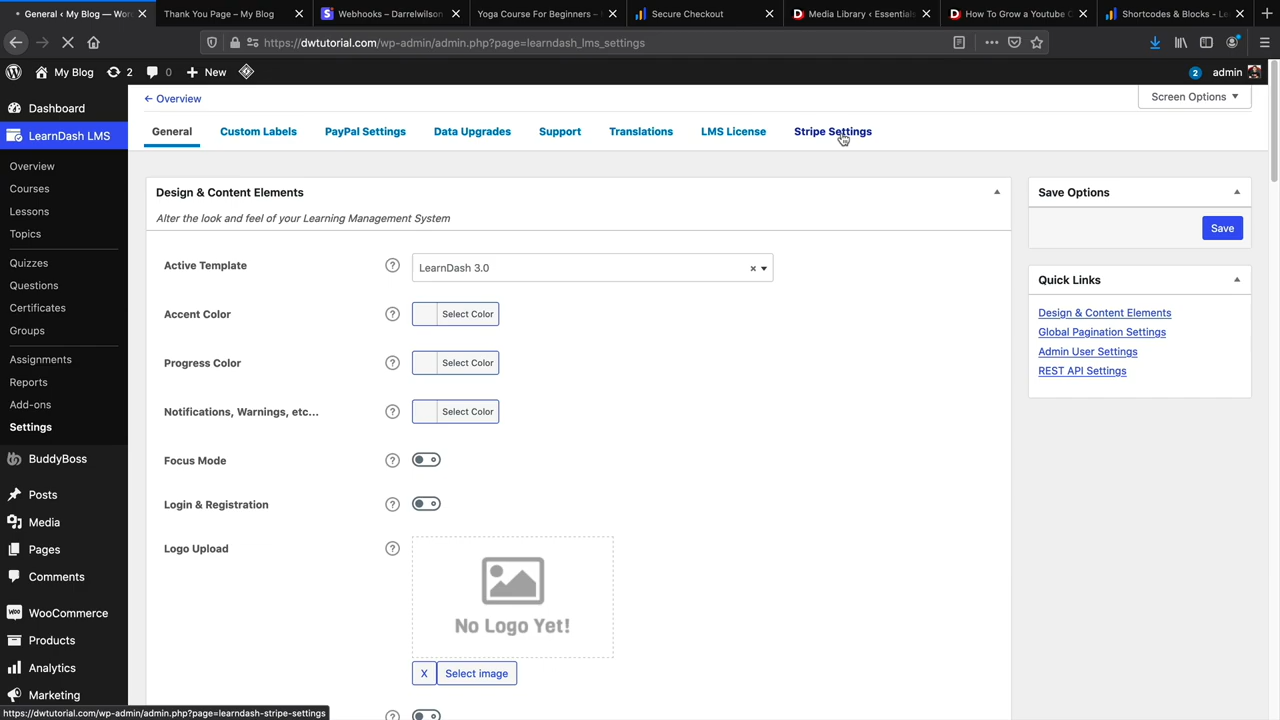 General ‹ My Blog — Worc
Thank You Page – My Blog
Webhooks – Darrelwilson
Yoga Course For Beginners –
Secure Checkout
Media Library ‹ Essentials
How To Grow a Youtube C
Shortcodes & Blocks - Le
https://dwtutorial.com/wp-admin/admin.php?page=learndash_lms_settings
My Blog
2
0
New
2
admin
Dashboard
LearnDash LMS
Overview
Courses
Lessons
Topics
Quizzes
Questions
Certificates
Groups
Assignments
Reports
Add-ons
Settings
BuddyBoss
Posts
Media
Pages
Comments
WooCommerce
Products
Analytics
Marketing
← Overview
Screen Options
General
Custom Labels
PayPal Settings
Data Upgrades
Support
Translations
LMS License
Stripe Settings
Design & Content Elements
Alter the look and feel of your Learning Management System
Active Template
? LearnDash 3.0 ×
Accent Color
? Select Color
Progress Color
? Select Color
Notifications, Warnings, etc...
? Select Color
Focus Mode
?
Login & Registration
?
Logo Upload
?
No Logo Yet!
X Select image
?
Save Options
Save
Quick Links
Design & Content Elements
Global Pagination Settings
Admin User Settings
REST API Settings
https://dwtutorial.com/wp-admin/admin.php?page=learndash-stripe-settings